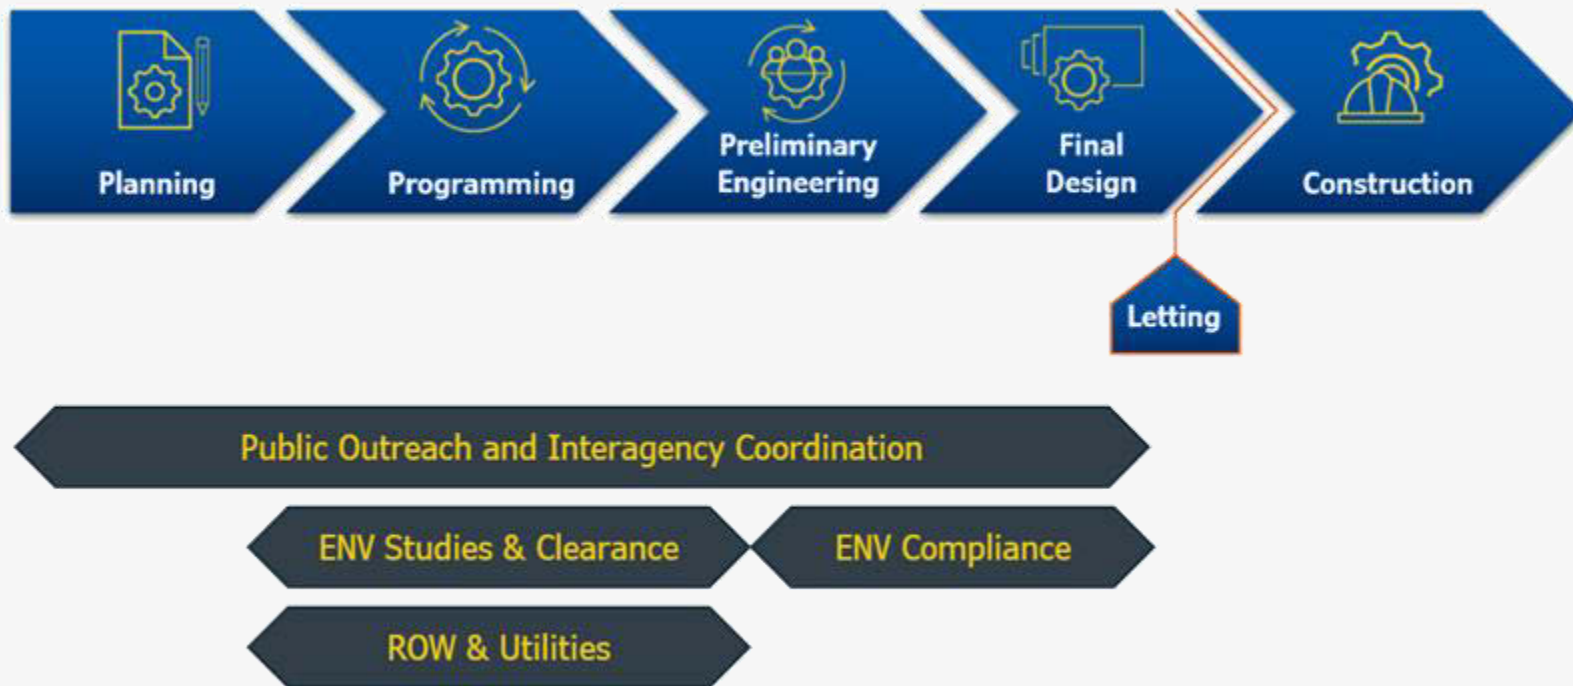 Planning
Programming
Preliminary
Engineering
Final
Design
Construction
Letting
Public Outreach and Interagency Coordination
ENV Studies & Clearance
ENV Compliance
ROW & Utilities